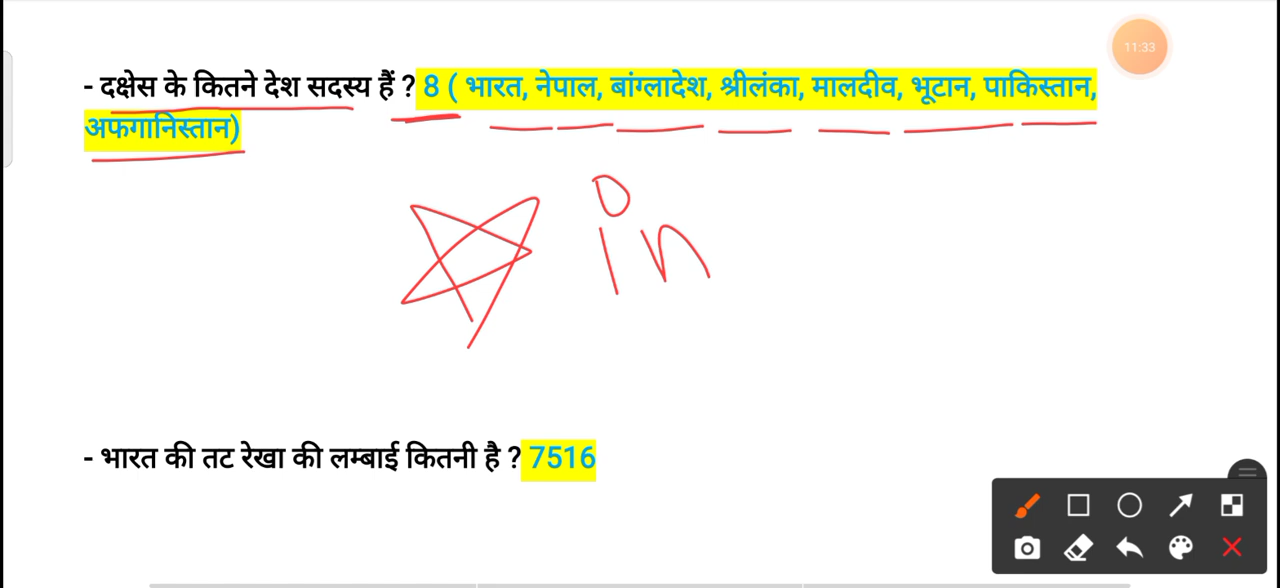 11:33
- दक्षेस के कितने देश सदस्य हैं ? 8 ( भारत, नेपाल, बांग्लादेश, श्रीलंका, मालदीव, भूटान, पाकिस्तान,
अफगानिस्तान)
in
- भारत की तट रेखा की लम्बाई कितनी है ? 7516